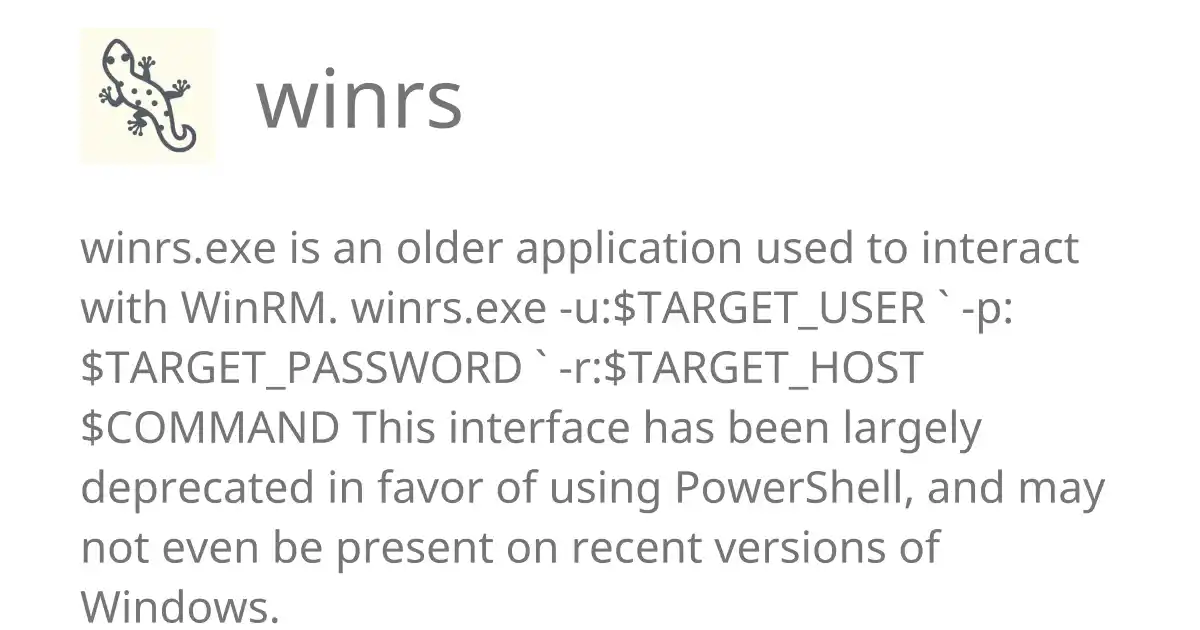 winrs
winrs.exe is an older application used to interact
with WinRM. winrs.exe -u:$TARGET_USER ` -p:
$TARGET_PASSWORD ` -r:$TARGET_HOST
$COMMAND This interface has been largely
deprecated in favor of using PowerShell, and may
not even be present on recent versions of
Windows.